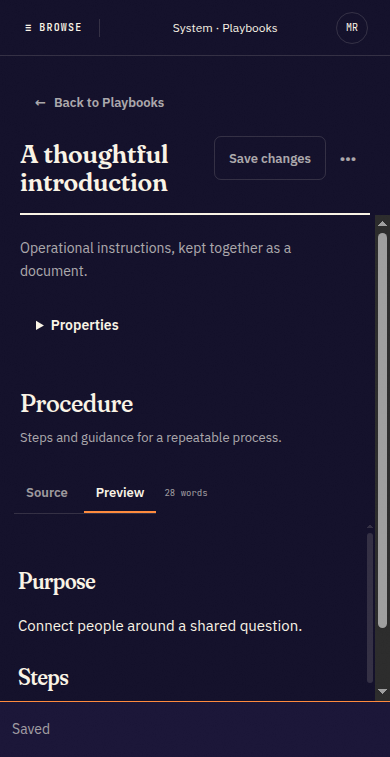 ≡ BROWSE
System · Playbooks
MR
← Back to Playbooks
A thoughtful
introduction
Save changes
•••
Operational instructions, kept together as a
document.
▶ Properties
Procedure
Steps and guidance for a repeatable process.
Source
Preview
28 words
Purpose
Connect people around a shared question.
Steps
Saved